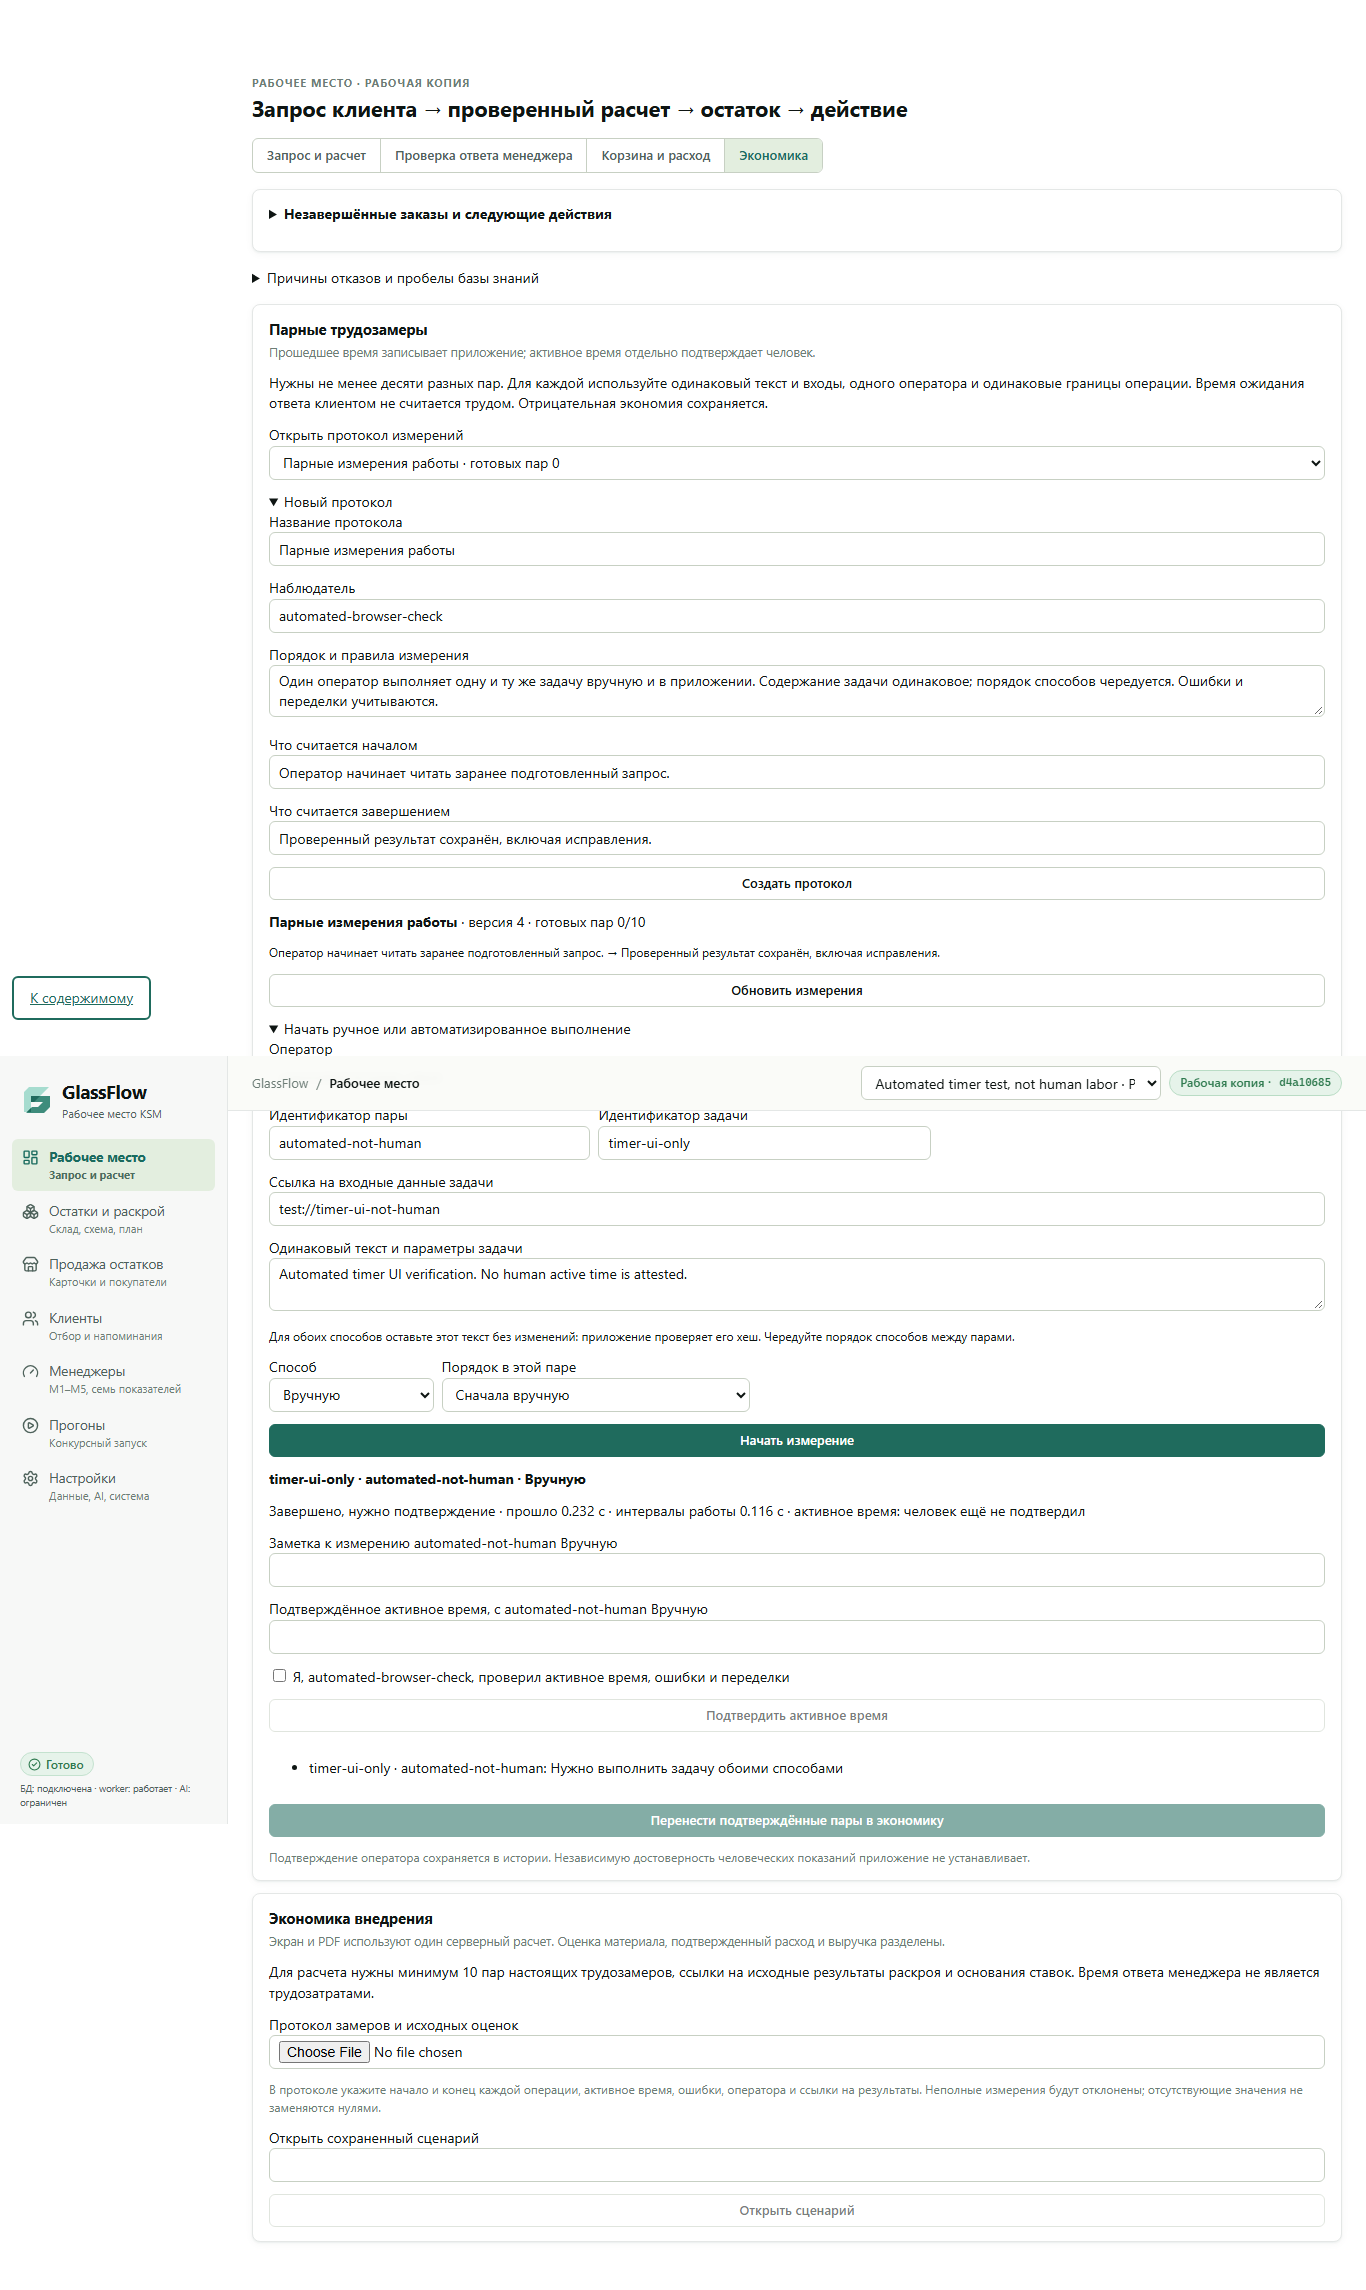 РАБОЧЕЕ МЕСТО · РАБОЧАЯ КОПИЯ
Запрос клиента → проверенный расчет → остаток → действие
Запрос и расчет
Проверка ответа менеджера
Корзина и расход
Экономика
Незавершённые заказы и следующие действия
Причины отказов и пробелы базы знаний
Парные трудозамеры
Прошедшее время записывает приложение; активное время отдельно подтверждает человек.
Нужны не менее десяти разных пар. Для каждой используйте одинаковый текст и входы, одного оператора и одинаковые границы операции. Время ожидания
ответа клиентом не считается трудом. Отрицательная экономия сохраняется.
Открыть протокол измерений
Парные измерения работы · готовых пар 0
Новый протокол
Название протокола
Парные измерения работы
Наблюдатель
automated-browser-check
Порядок и правила измерения
Один оператор выполняет одну и ту же задачу вручную и в приложении. Содержание задачи одинаковое; порядок способов чередуется. Ошибки и
переделки учитываются.
Что считается началом
Оператор начинает читать заранее подготовленный запрос.
Что считается завершением
Проверенный результат сохранён, включая исправления.
Создать протокол
Парные измерения работы · версия 4 · готовых пар 0/10
Оператор начинает читать заранее подготовленный запрос. → Проверенный результат сохранён, включая исправления.
К содержимому
Обновить измерения
Начать ручное или автоматизированное выполнение
Оператор
GlassFlow
Рабочее место KSM
GlassFlow / Рабочее место
Automated timer test, not human labor · P
Рабочая копия · d4a10685
Рабочее место
Запрос и расчет
Остатки и раскрой
Склад, схема, план
Продажа остатков
Карточки и покупатели
Клиенты
Отбор и напоминания
Менеджеры
М1–М5, семь показателей
Прогоны
Конкурсный запуск
Настройки
Данные, AI, система
Готово
БД: подключена · worker: работает · AI:
ограничен
Идентификатор пары
Идентификатор задачи
automated-not-human
timer-ui-only
Ссылка на входные данные задачи
test://timer-ui-not-human
Одинаковый текст и параметры задачи
Automated timer UI verification. No human active time is attested.
Для обоих способов оставьте этот текст без изменений: приложение проверяет его хеш. Чередуйте порядок способов между парами.
Способ
Порядок в этой паре
Вручную
Сначала вручную
Начать измерение
timer-ui-only · automated-not-human · Вручную
Завершено, нужно подтверждение · прошло 0.232 с · интервалы работы 0.116 с · активное время: человек ещё не подтвердил
Заметка к измерению automated-not-human Вручную
Подтверждённое активное время, с automated-not-human Вручную
Я, automated-browser-check, проверил активное время, ошибки и переделки
Подтвердить активное время
timer-ui-only · automated-not-human: Нужно выполнить задачу обоими способами
Перенести подтверждённые пары в экономику
Подтверждение оператора сохраняется в истории. Независимую достоверность человеческих показаний приложение не устанавливает.
Экономика внедрения
Экран и PDF используют один серверный расчет. Оценка материала, подтвержденный расход и выручка разделены.
Для расчета нужны минимум 10 пар настоящих трудозамеров, ссылки на исходные результаты раскроя и основания ставок. Время ответа менеджера не является
трудозатратами.
Протокол замеров и исходных оценок
Choose File No file chosen
В протоколе укажите начало и конец каждой операции, активное время, ошибки, оператора и ссылки на результаты. Неполные измерения будут отклонены; отсутствующие значения не
заменяются нулями.
Открыть сохраненный сценарий
Открыть сценарий